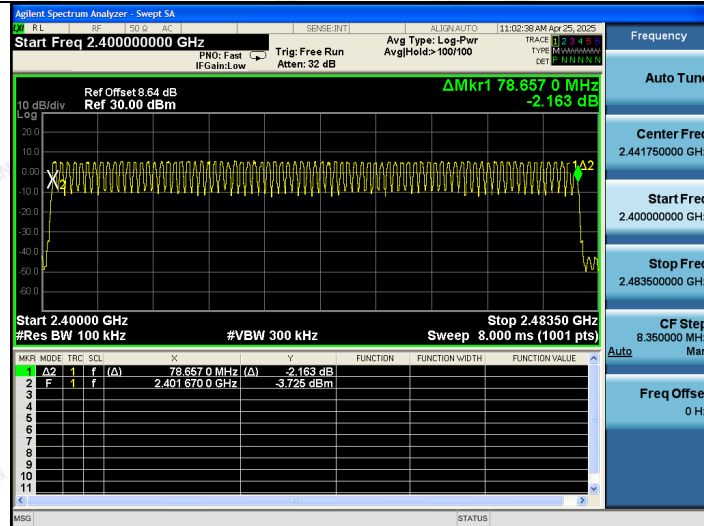 Agilent Spectrum Analyzer - Swept SA
RL RF 50 Ω AC SENSE:INT ALIGNAUTO 11:02:38 AM Apr 25, 2025
Start Freq 2.400000000 GHz
PNO: Fast
IFGain:Low
Trig: Free Run
Atten: 32 dB
Avg Type: Log-Pwr
Avg|Hold:>100/100
TRACE 1 2 3 4 5 6
TYPE MWWWWW
DET P N N N N N
ΔMkr1 78.657 0 MHz
-2.163 dB
Ref Offset 8.64 dB
10 dB/div Ref 30.00 dBm
Log
20.0
10.0
0.00
-10.0
-20.0
-30.0
-40.0
-50.0
-60.0
X2
1Δ2
Start 2.40000 GHz Stop 2.48350 GHz
#Res BW 100 kHz #VBW 300 kHz Sweep 8.000 ms (1001 pts)
MKR MODE TRC SCL X Y FUNCTION FUNCTION WIDTH FUNCTION VALUE
1 Δ2 1 f (Δ) 78.657 0 MHz (Δ) -2.163 dB
2 F 1 f 2.401 670 0 GHz -3.725 dBm
3
4
5
6
7
8
9
10
11
MSG STATUS
Frequency
Auto Tune
Center Freq
2.441750000 GHz
Start Freq
2.400000000 GHz
Stop Freq
2.483500000 GHz
CF Step
8.350000 MHz
Auto Man
Freq Offset
0 Hz